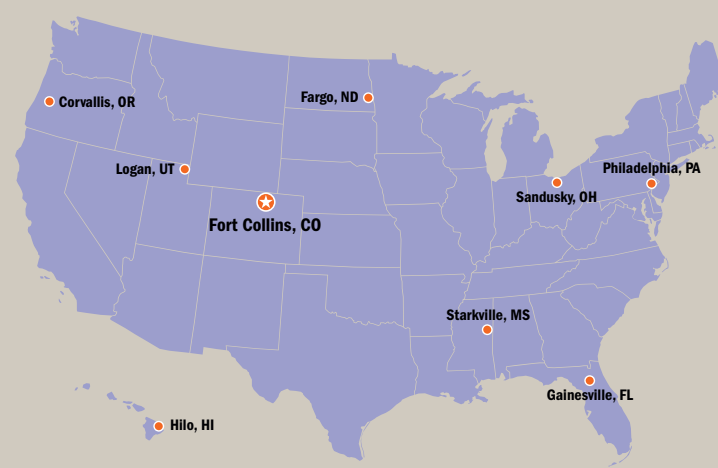 Fargo, ND
Corvallis, OR
Logan, UT
Philadelphia, PA
Sandusky, OH
Fort Collins, CO
Starkville, MS
Gainesville, FL
Hilo, HI